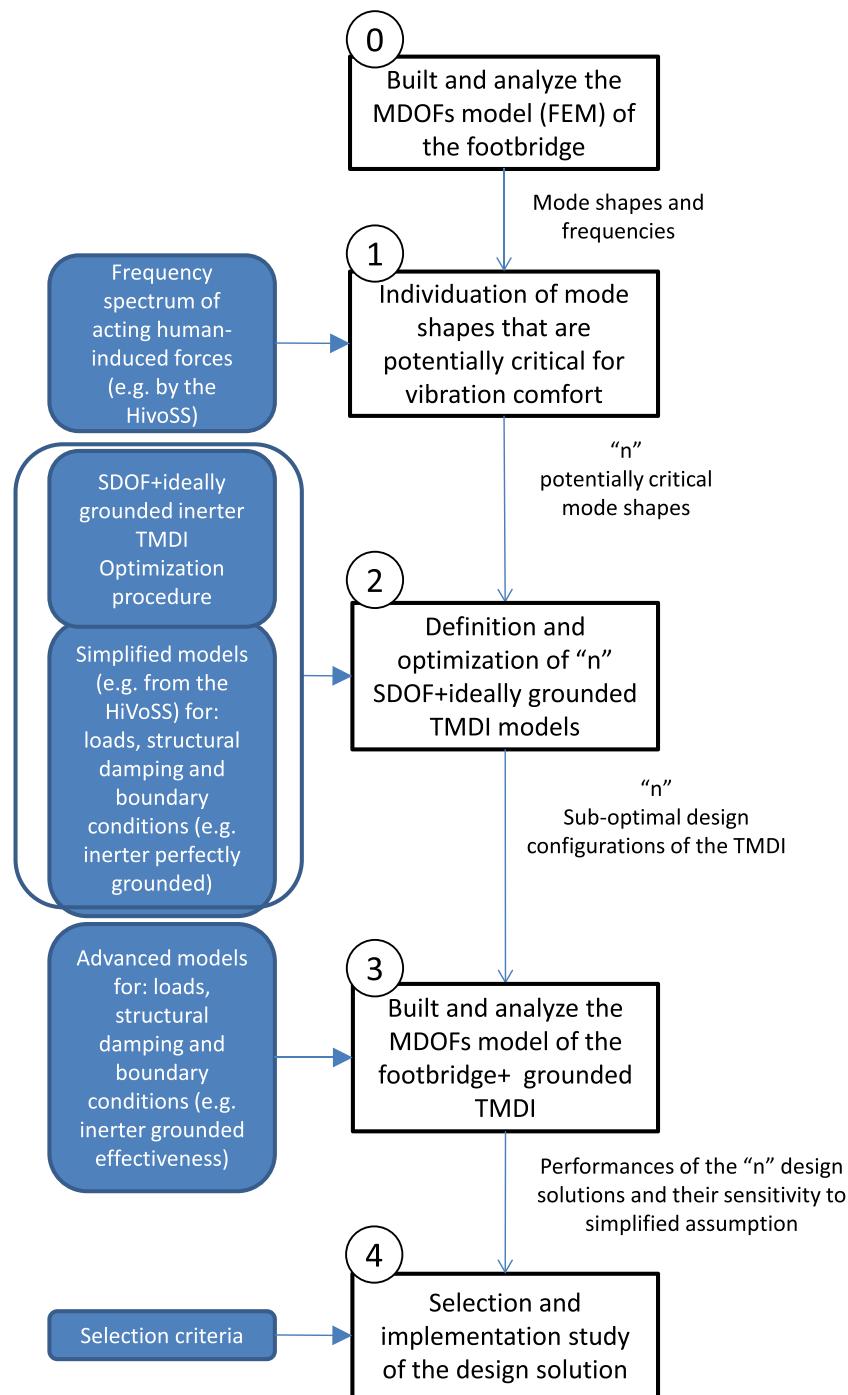 0
Built and analyze the
MDOFs model (FEM) of
the footbridge
Mode shapes and
frequencies
1
Frequency
spectrum of
acting human-
induced forces
(e.g. by the
HivoSS)
Individuation of mode
shapes that are
potentially critical for
vibration comfort
“n”
potentially critical
mode shapes
SDOF+ideally
grounded inerter
TMDI
Optimization
procedure
Simplified models
(e.g. from the
HiVoSS) for:
loads, structural
damping and
boundary
conditions (e.g.
inerter perfectly
grounded)
2
Definition and
optimization of “n”
SDOF+ideally grounded
TMDI models
“n”
Sub-optimal design
configurations of the TMDI
Advanced models
for: loads,
structural
damping and
boundary
conditions (e.g.
inerter grounded
effectiveness)
3
Built and analyze the
MDOFs model of the
footbridge+ grounded
TMDI
Performances of the “n” design
solutions and their sensitivity to
simplified assumption
4
Selection criteria
Selection and
implementation study
of the design solution